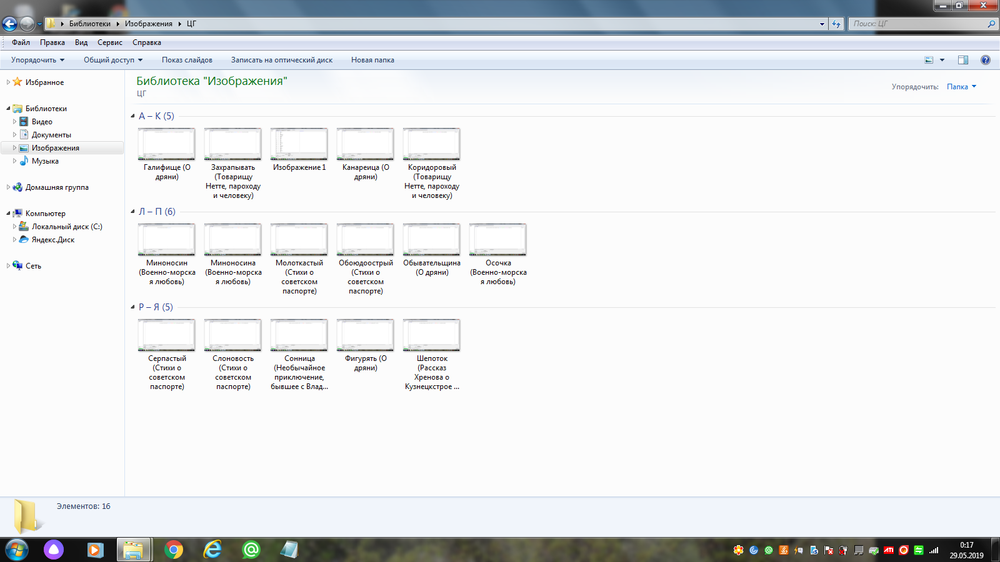 Библиотеки Изображения ЦГ
Поиск: ЦГ
Файл Правка Вид Сервис Справка
Упорядочить Общий доступ Показ слайдов Записать на оптический диск Новая папка
Избранное
Библиотеки
Видео
Документы
Изображения
Музыка
Домашняя группа
Компьютер
Локальный диск (C:)
Яндекс.Диск
Сеть
Библиотека "Изображения"
ЦГ
Упорядочить: Папка
А – К (5)
Галифище (О
дряни)
Захрапывать
(Товарищу
Нетте, пароходу
и человеку)
Изображение 1
Канареица (О
дряни)
Коридоровый
(Товарищу
Нетте, пароходу
и человеку)
Л – П (6)
Миноносин
(Военно-морска
я любовь)
Миноносина
(Военно-морска
я любовь)
Молоткастый
(Стихи о
советском
паспорте)
Обоюдоострый
(Стихи о
советском
паспорте)
Обывательщина
(О дряни)
Осочка
(Военно-морска
я любовь)
Р – Я (5)
Серпастый
(Стихи о
советском
паспорте)
Слоновость
(Стихи о
советском
паспорте)
Сонница
(Необычайное
приключение,
бывшее с Влад...
Фигурять (О
дряни)
Шепоток
(Рассказ
Хренова о
Кузнецкстрое ...
Элементов: 16
ATI
0:17
29.05.2019